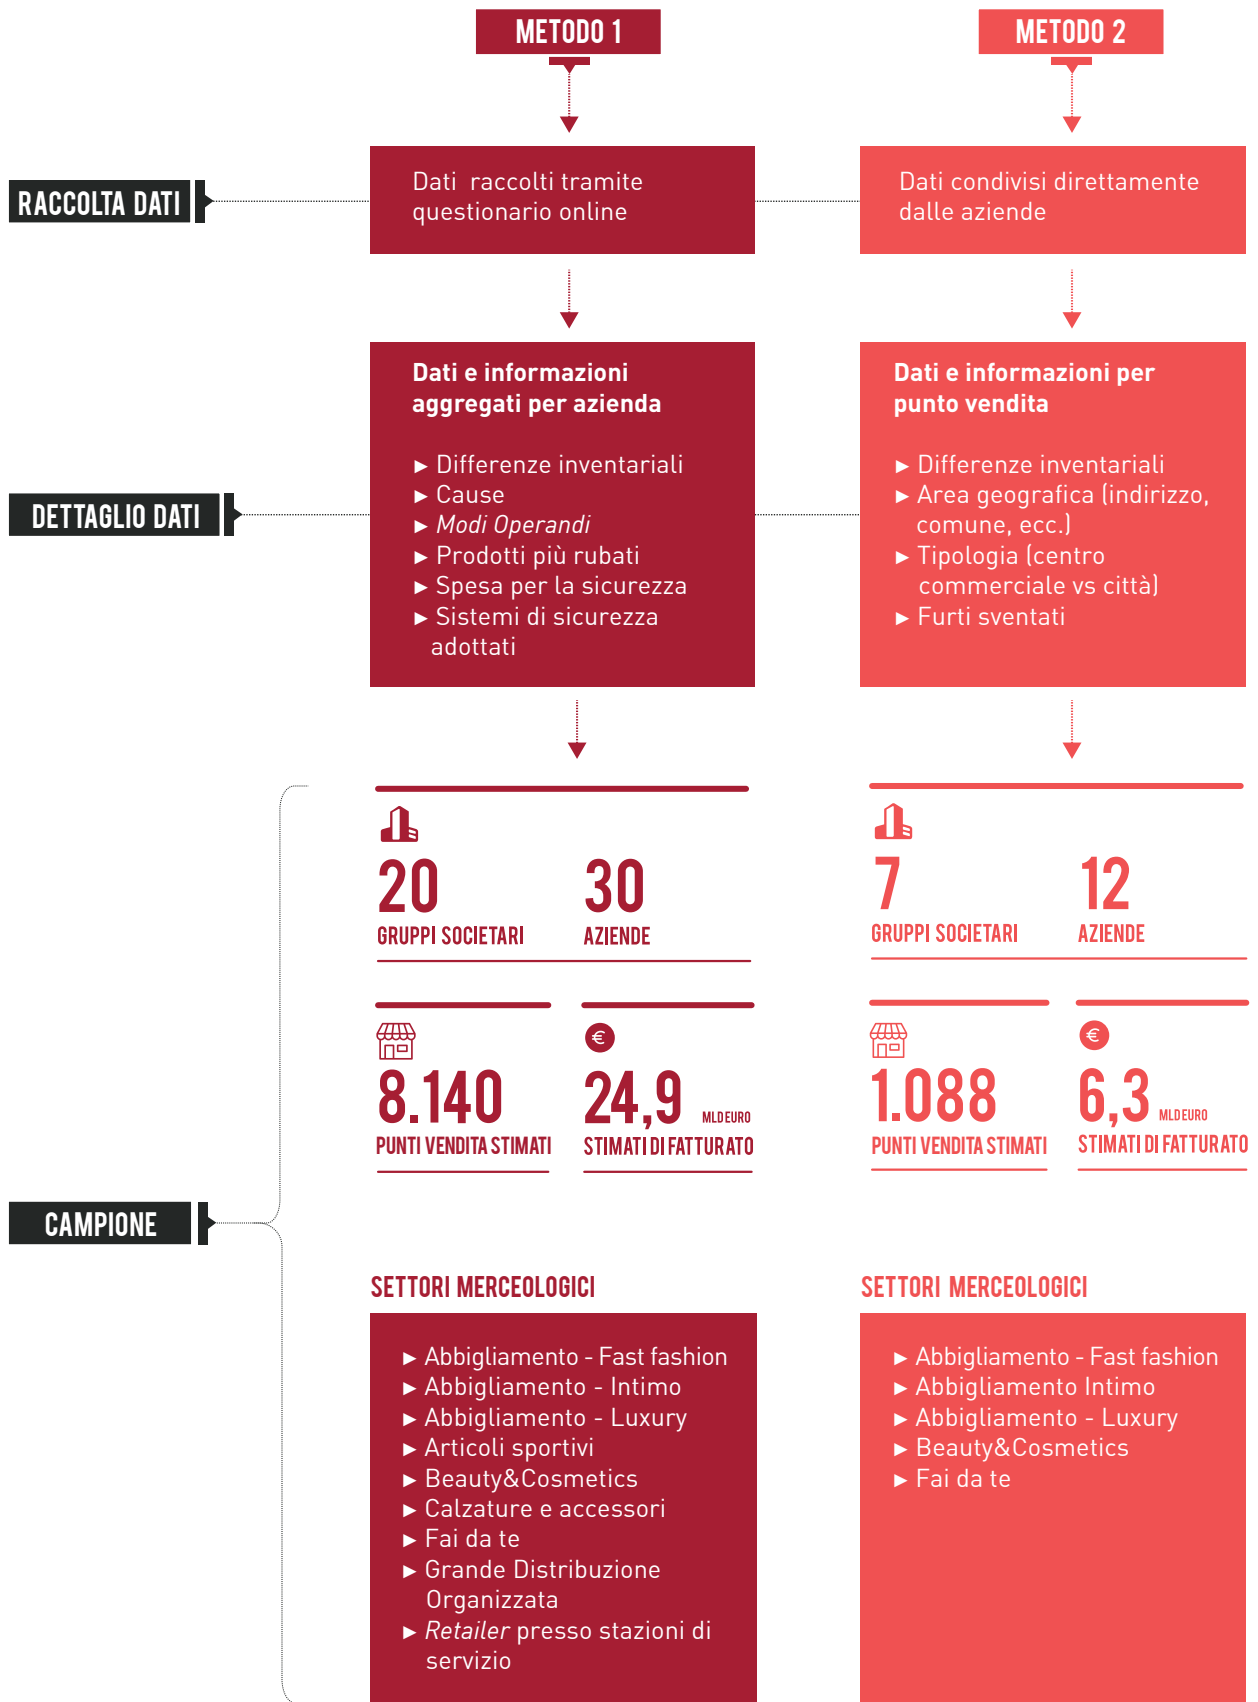 METODO 1
METODO 2
RACCOLTA DATI
Dati raccolti tramite
questionario online
Dati condivisi direttamente
dalle aziende
DETTAGLIO DATI
Dati e informazioni
aggregati per azienda
► Differenze inventariali
► Cause
► Modi Operandi
► Prodotti più rubati
► Spesa per la sicurezza
► Sistemi di sicurezza
adottati
Dati e informazioni per
punto vendita
► Differenze inventariali
► Area geografica (indirizzo,
comune, ecc.)
► Tipologia (centro
commerciale vs città)
► Furti sventati
CAMPIONE
20
GRUPPI SOCIETARI
30
AZIENDE
8.140
PUNTI VENDITA STIMATI
€
24,9 MLD EURO
STIMATI DI FATTURATO
7
GRUPPI SOCIETARI
12
AZIENDE
1.088
PUNTI VENDITA STIMATI
€
6,3 MLD EURO
STIMATI DI FATTURATO
SETTORI MERCEOLOGICI
► Abbigliamento - Fast fashion
► Abbigliamento - Intimo
► Abbigliamento - Luxury
► Articoli sportivi
► Beauty&Cosmetics
► Calzature e accessori
► Fai da te
► Grande Distribuzione
Organizzata
► Retailer presso stazioni di
servizio
SETTORI MERCEOLOGICI
► Abbigliamento - Fast fashion
► Abbigliamento Intimo
► Abbigliamento - Luxury
► Beauty&Cosmetics
► Fai da te